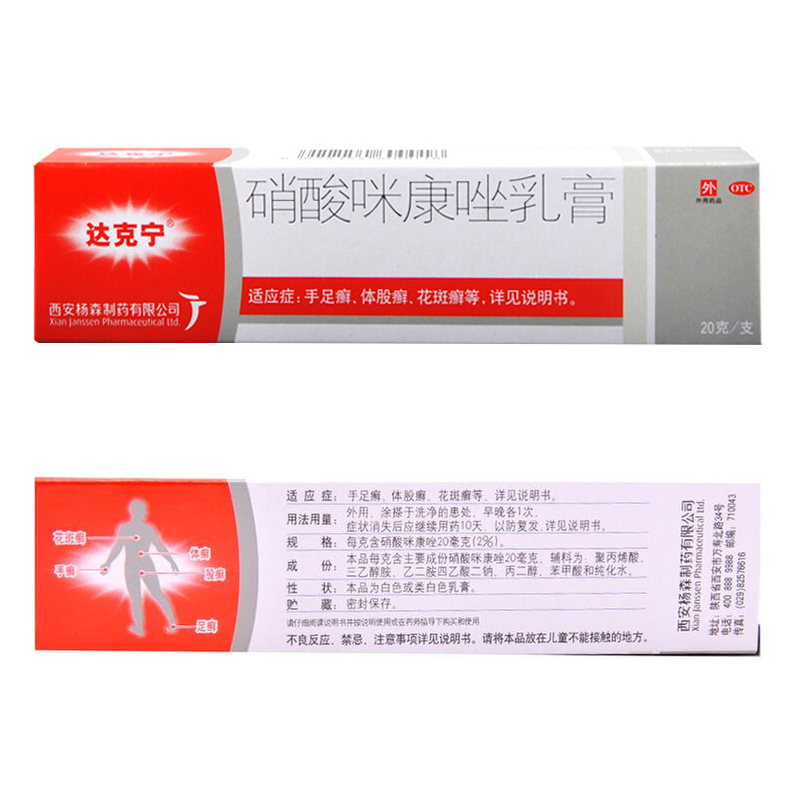 达克宁®
西安杨森制药有限公司
Xian Janssen Pharmaceutical Ltd.
硝酸咪康唑乳膏
适应症：手足癣、体股癣、花斑癣等，详见说明书。
外
外用药品
OTC
20克/支
花斑癣
手癣
体癣
股癣
足癣
适应症：手足癣、体股癣、花斑癣等，详见说明书。
用法用量：外用，涂搽于洗净的患处，早晚各1次，
症状消失后应继续用药10天，以防复发，详见说明书。
规格：每克含硝酸咪康唑20毫克(2%)。
成份：本品每克含主要成份硝酸咪康唑20毫克，辅料为：聚丙烯酸，
三乙醇胺，乙二胺四乙酸二钠，丙二醇，苯甲酸和纯化水。
性状：本品为白色或类白色乳膏。
贮藏：密封保存。
请仔细阅读说明书并按说明使用或在药师指导下购买和使用
不良反应、禁忌、注意事项详见说明书。请将本品放在儿童不能接触的地方。
西安杨森制药有限公司
Xian Janssen Pharmaceutical Ltd.
地址：陕西省西安市万寿北路34号
电话：400 888 9988 邮编：710043
传真：(029)82576616